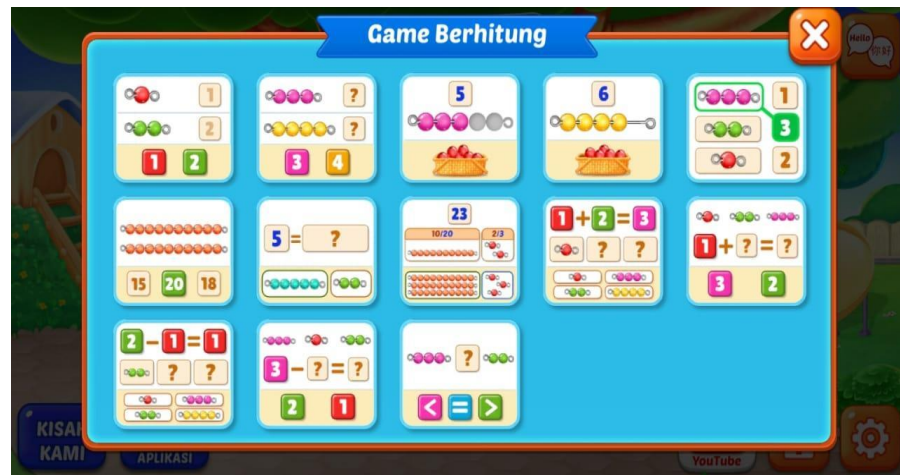 Game Berhitung
Hello
你好
1
2
1 2
?
?
3 4
5
6
1
3
2
15 20 18
5 = ?
23
10/20 2/3
1 + 2 = 3
? ?
1 + ? = ?
3 2
2 - 1 = 1
? ?
3 - ? = ?
2 1
?
< = >
KISAH
KAMI
APLIKASI
YouTube